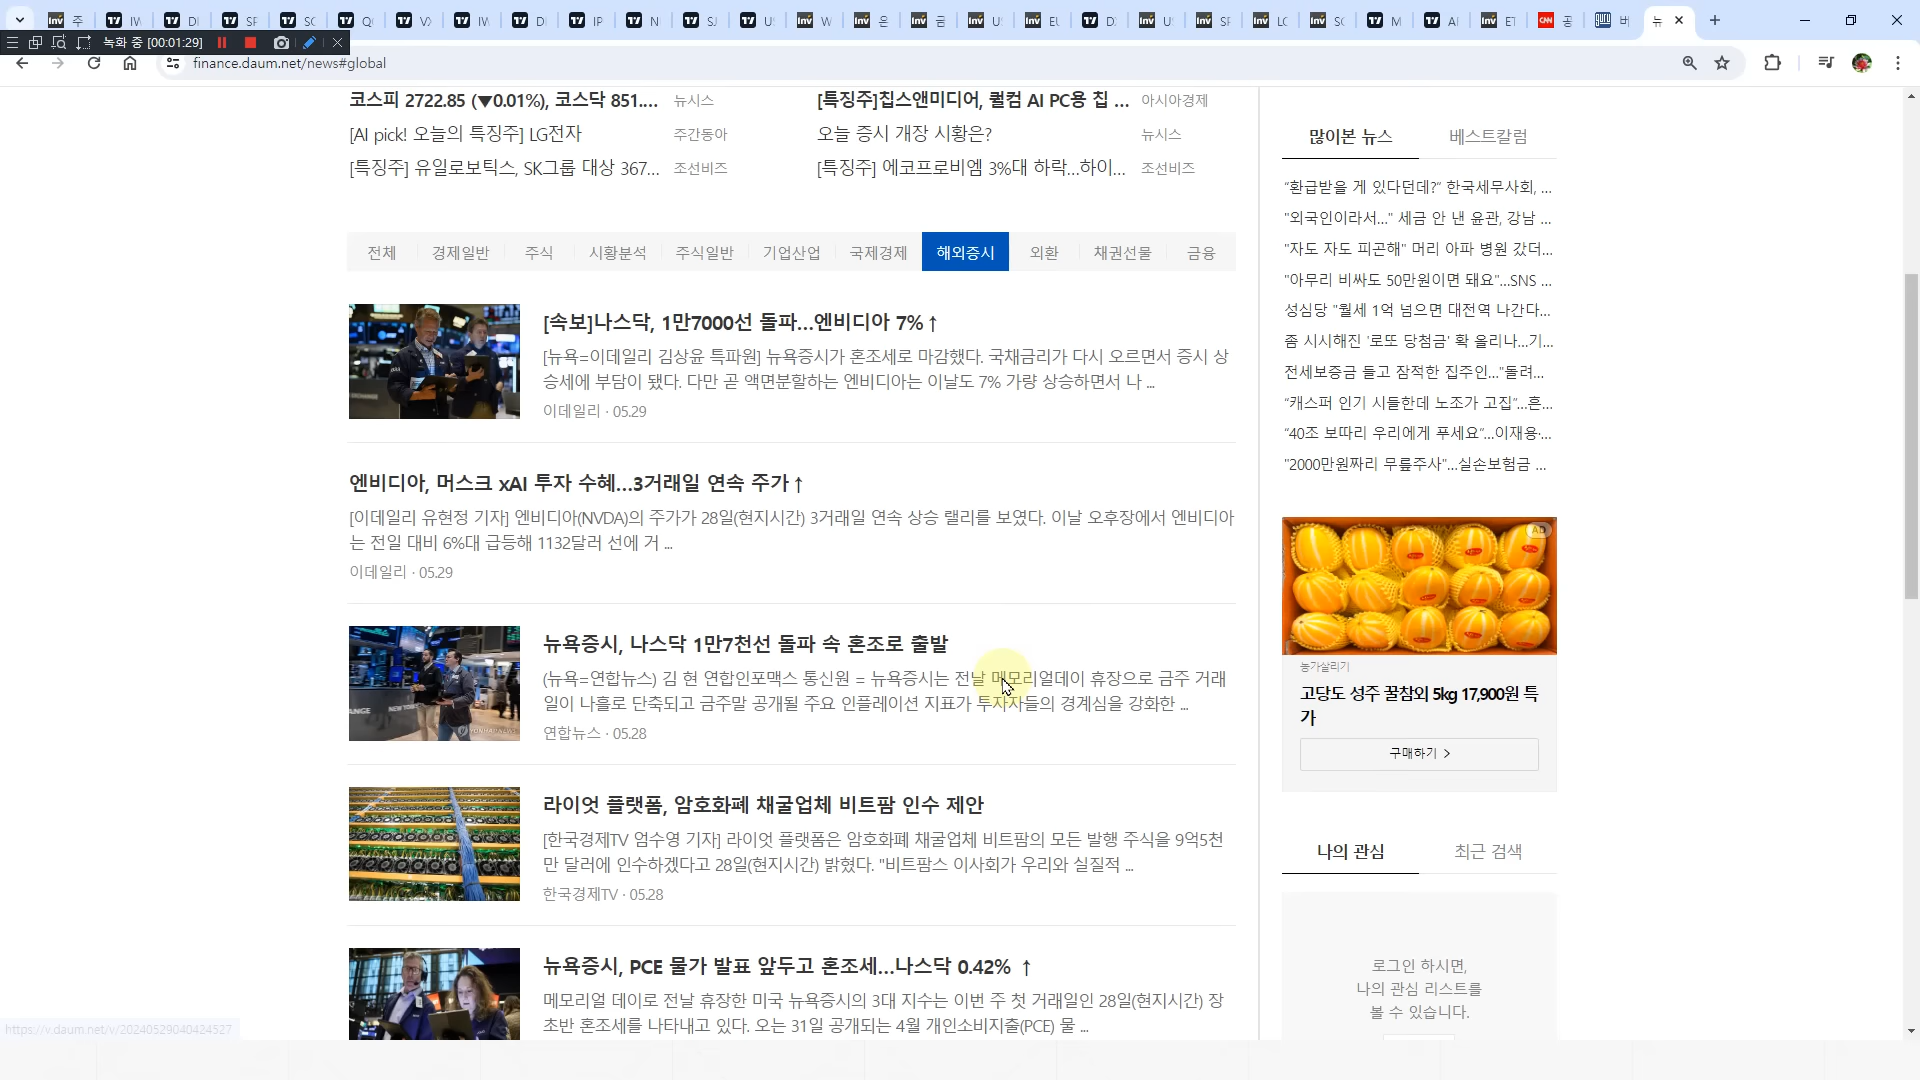 녹화 중 [00:01:29]
finance.daum.net/news#global
코스피 2722.85 (▼0.01%), 코스닥 851.... 뉴시스
[특징주]칩스앤미디어, 퀄컴 AI PC용 칩 ... 아시아경제
[AI pick! 오늘의 특징주] LG전자 주간동아
오늘 증시 개장 시황은? 뉴시스
[특징주] 유일로보틱스, SK그룹 대상 367... 조선비즈
[특징주] 에코프로비엠 3%대 하락...하이... 조선비즈
전체 경제일반 주식 시황분석 주식일반 기업산업 국제경제 해외증시 외환 채권선물 금융
[속보]나스닥, 1만7000선 돌파...엔비디아 7%↑
[뉴욕=이데일리 김상윤 특파원] 뉴욕증시가 혼조세로 마감했다. 국채금리가 다시 오르면서 증시 상
승세에 부담이 됐다. 다만 곧 액면분할하는 엔비디아는 이날도 7% 가량 상승하면서 나 ...
이데일리 · 05.29
엔비디아, 머스크 xAI 투자 수혜...3거래일 연속 주가↑
[이데일리 유현정 기자] 엔비디아(NVDA)의 주가가 28일(현지시간) 3거래일 연속 상승 랠리를 보였다. 이날 오후장에서 엔비디아
는 전일 대비 6%대 급등해 1132달러 선에 거 ...
이데일리 · 05.29
뉴욕증시, 나스닥 1만7천선 돌파 속 혼조로 출발
(뉴욕=연합뉴스) 김 현 연합인포맥스 통신원 = 뉴욕증시는 전날 메모리얼데이 휴장으로 금주 거래
일이 나흘로 단축되고 금주말 공개될 주요 인플레이션 지표가 투자자들의 경계심을 강화한 ...
연합뉴스 · 05.28
라이엇 플랫폼, 암호화폐 채굴업체 비트팜 인수 제안
[한국경제TV 엄수영 기자] 라이엇 플랫폼은 암호화폐 채굴업체 비트팜의 모든 발행 주식을 9억5천
만 달러에 인수하겠다고 28일(현지시간) 밝혔다. "비트팜스 이사회가 우리와 실질적 ...
한국경제TV · 05.28
뉴욕증시, PCE 물가 발표 앞두고 혼조세...나스닥 0.42% ↑
메모리얼 데이로 전날 휴장한 미국 뉴욕증시의 3대 지수는 이번 주 첫 거래일인 28일(현지시간) 장
초반 혼조세를 나타내고 있다. 오는 31일 공개되는 4월 개인소비지출(PCE) 물 ...
많이본 뉴스 베스트칼럼
"환급받을 게 있다던데?" 한국세무사회, ...
"외국인이라서..." 세금 안 낸 윤관, 강남 ...
"자도 자도 피곤해" 머리 아파 병원 갔더...
"아무리 비싸도 50만원이면 돼요"...SNS ...
성심당 "월세 1억 넘으면 대전역 나간다...
좀 시시해진 '로또 당첨금' 확 올리나...기...
전세보증금 들고 잠적한 집주인..."돌려...
"캐스퍼 인기 시들한데 노조가 고집"...흔...
"40조 보따리 우리에게 푸세요"...이재용·...
"2000만원짜리 무릎주사"...실손보험금 ...
AD
농가살리기
고당도 성주 꿀참외 5kg 17,900원 특
가
구매하기 >
나의 관심 최근 검색
로그인 하시면,
나의 관심 리스트를
볼 수 있습니다.
https://v.daum.net/v/20240529040424527